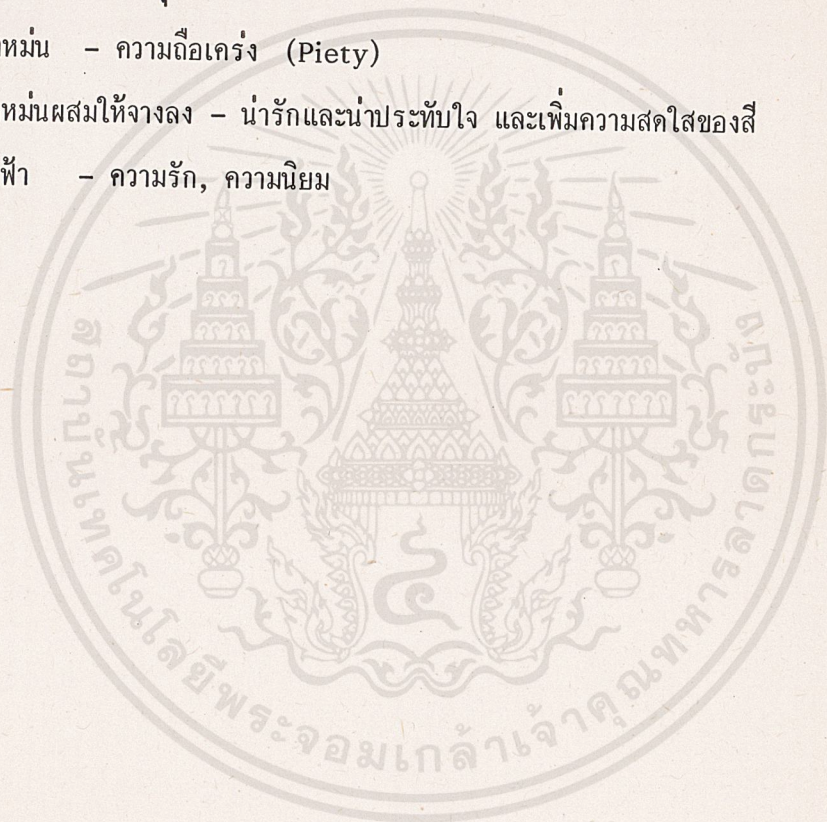 หม่น – ความถือเคร่ง (Piety)
หม่นผสมให้จางลง – น่ารักและน่าประทับใจ และเพิ่มความสดใสของสี
ฟ้า – ความรัก, ความนิยม
สถาบันเทคโนโลยีพระจอมเกล้าเจ้าคุณทหารลาดกระบัง